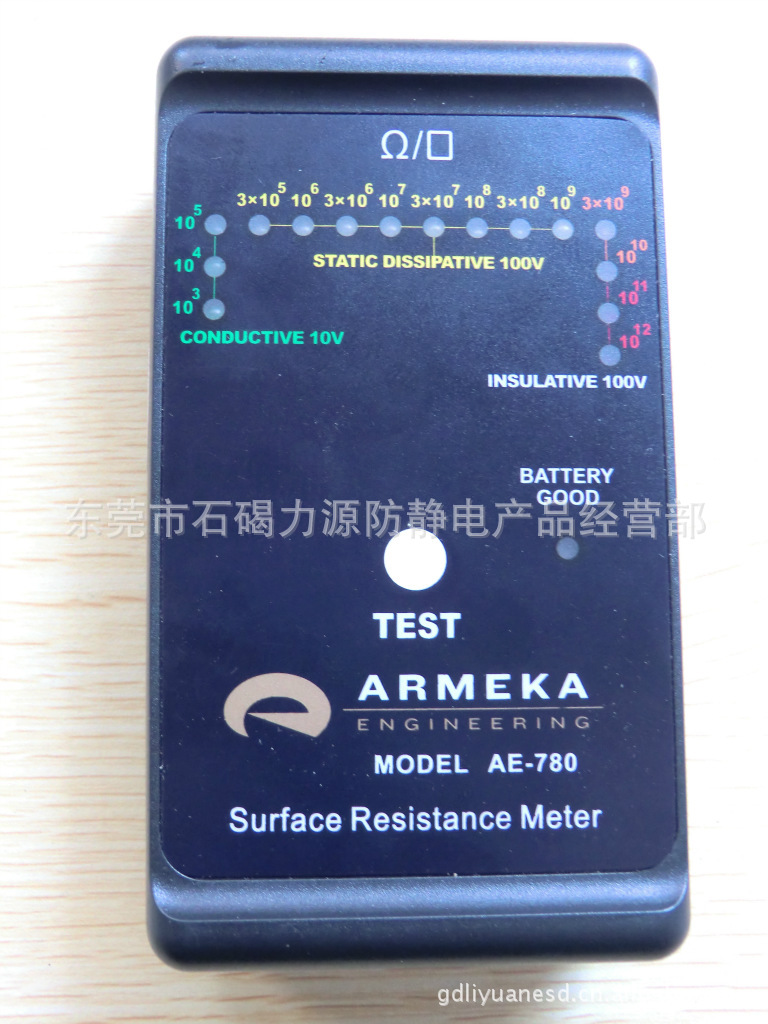 Ω/□
3×10⁵ 10⁶ 3×10⁶ 10⁷ 3×10⁷ 10⁸ 3×10⁸ 10⁹ 3×10⁹
10⁵
10⁴
10³
STATIC DISSIPATIVE 100V
10¹⁰
10¹¹
10¹²
CONDUCTIVE 10V
INSULATIVE 100V
BATTERY
GOOD
东莞市石碣力源防静电产品经营部
TEST
ARMEKA
ENGINEERING
MODEL AE-780
Surface Resistance Meter
gdliyuanesd.cn